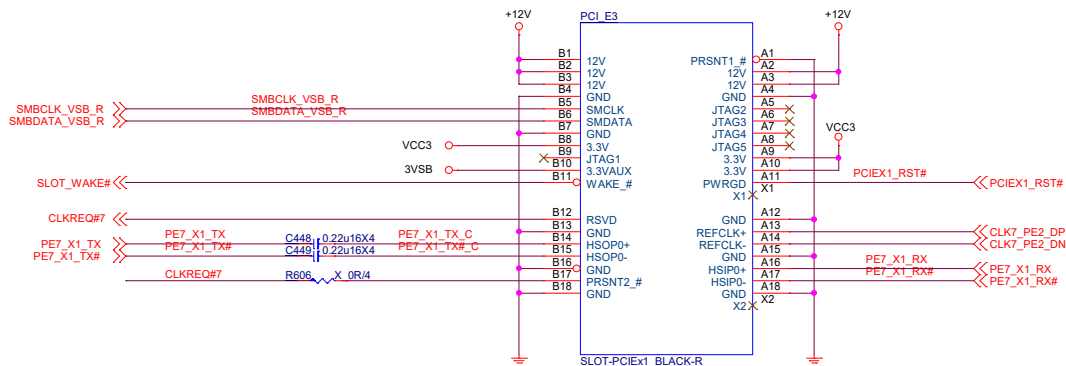 +12V PCI_E3 +12V
B1 12V PRSNT1_# A1
B2 12V 12V A2
B3 12V 12V A3
B4 GND GND A4
SMBCLK_VSB_R SMBCLK_VSB_R B5 SMCLK JTAG2 A5
SMBDATA_VSB_R SMBDATA_VSB_R B6 SMDATA JTAG3 A6
B7 GND JTAG4 A7
VCC3 B8 3.3V JTAG5 A8 VCC3
B9 JTAG1 3.3V A9
3VSB B10 3.3VAUX 3.3V A10
SLOT_WAKE# B11 WAKE_# PWRGD A11 PCIEX1_RST# PCIEX1_RST#
X1 X1
CLKREQ#7 B12 RSVD GND A12
B13 GND REFCLK+ A13 CLK7_PE2_DP
PE7_X1_TX PE7_X1_TX C448 0.22u16X4 PE7_X1_TX_C B14 HSOP0+ REFCLK- A14 CLK7_PE2_DN
PE7_X1_TX# PE7_X1_TX# C449 0.22u16X4 PE7_X1_TX#_C B15 HSOP0- GND A15
B16 GND HSIP0+ A16 PE7_X1_RX PE7_X1_RX
CLKREQ#7 R606 X_0R/4 B17 PRSNT2_# HSIP0- A17 PE7_X1_RX# PE7_X1_RX#
B18 GND GND A18
X2
SLOT-PCIEx1_BLACK-R